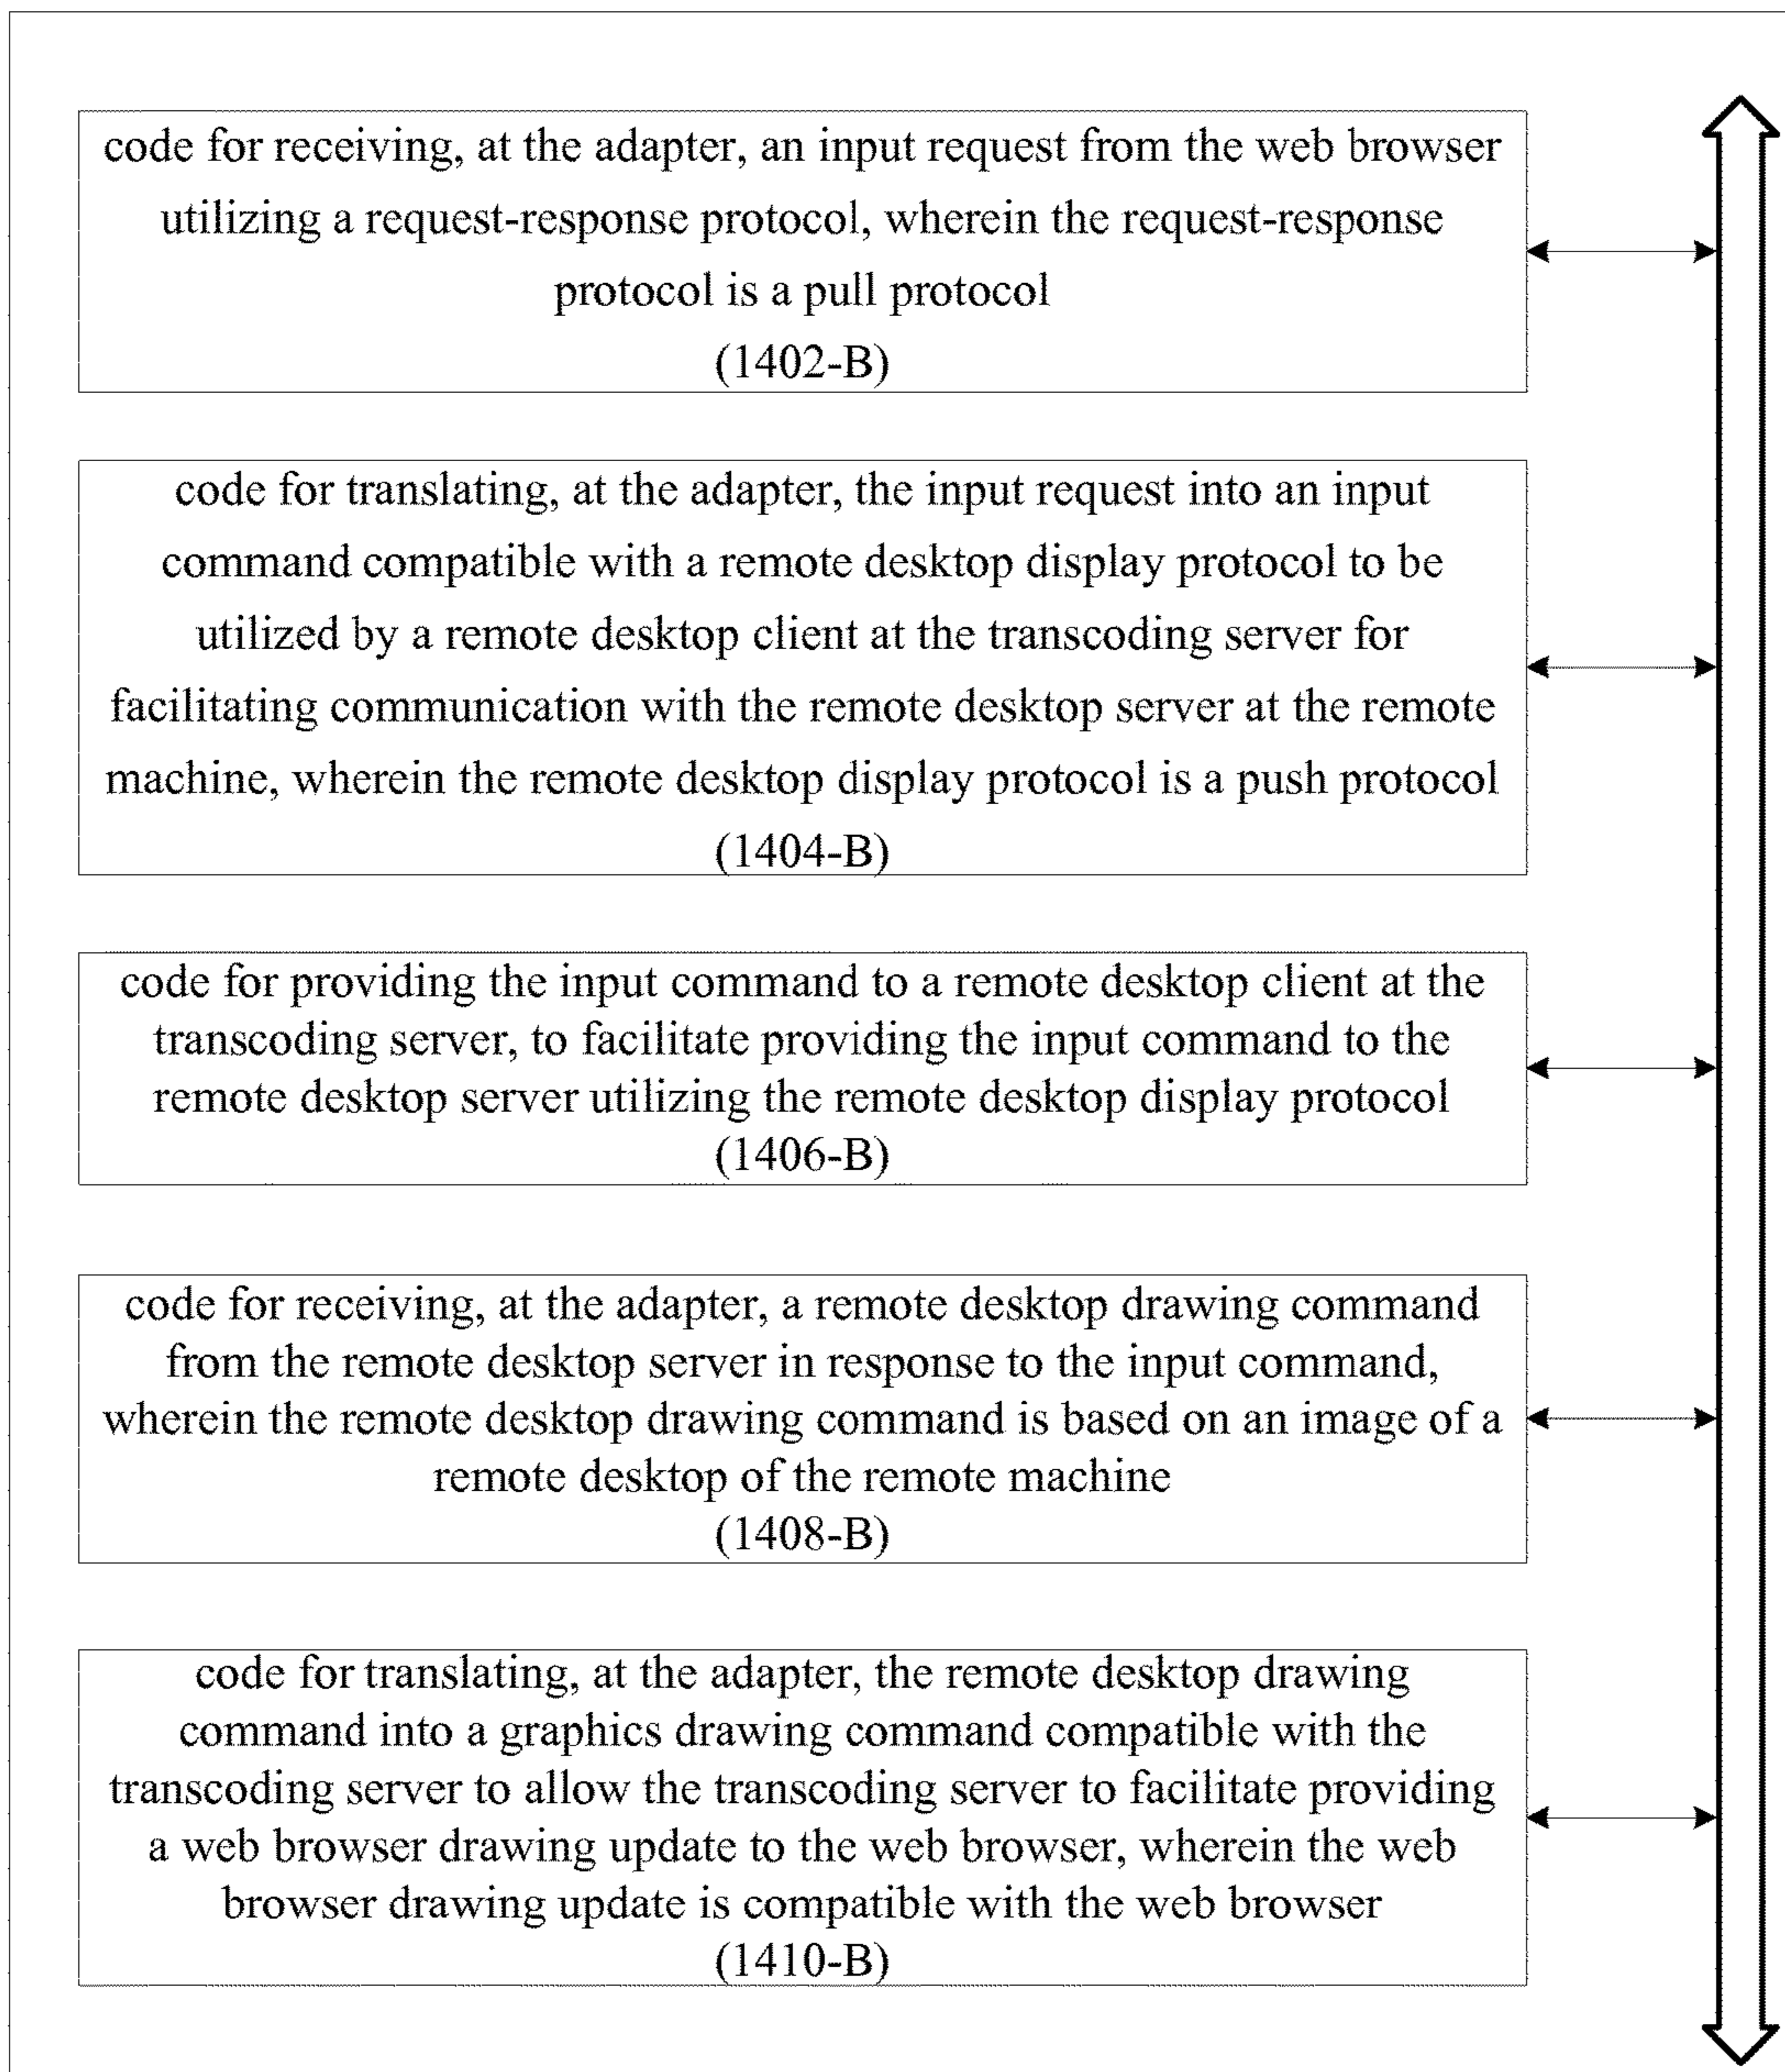 code for receiving, at the adapter, an input request from the web browser
utilizing a request-response protocol, wherein the request-response
protocol is a pull protocol
(1402-B)
code for translating, at the adapter, the input request into an input
command compatible with a remote desktop display protocol to be
utilized by a remote desktop client at the transcoding server for
facilitating communication with the remote desktop server at the remote
machine, wherein the remote desktop display protocol is a push protocol
(1404-B)
code for providing the input command to a remote desktop client at the
transcoding server, to facilitate providing the input command to the
remote desktop server utilizing the remote desktop display protocol
(1406-B)
code for receiving, at the adapter, a remote desktop drawing command
from the remote desktop server in response to the input command,
wherein the remote desktop drawing command is based on an image of a
remote desktop of the remote machine
(1408-B)
code for translating, at the adapter, the remote desktop drawing
command into a graphics drawing command compatible with the
transcoding server to allow the transcoding server to facilitate providing
a web browser drawing update to the web browser, wherein the web
browser drawing update is compatible with the web browser
(1410-B)